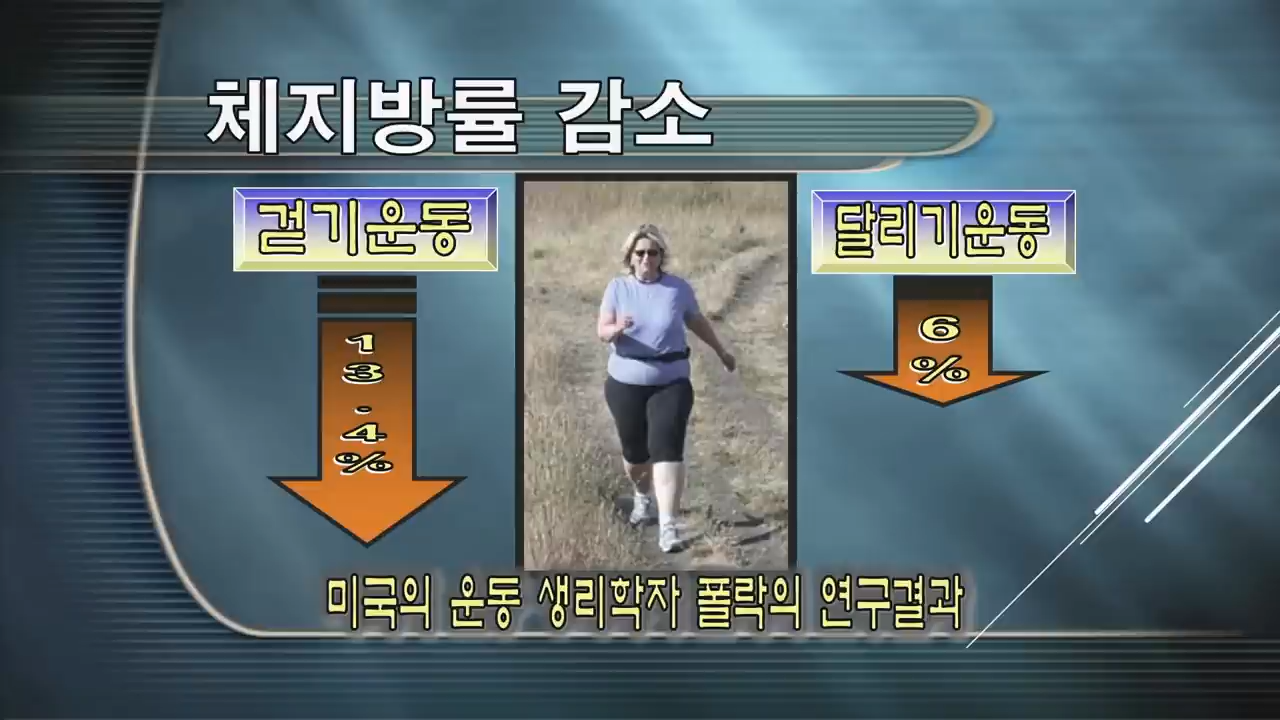 체지방률 감소
걷기운동
달리기운동
13.4%
6%
미국의 운동 생리학자 폴락의 연구결과